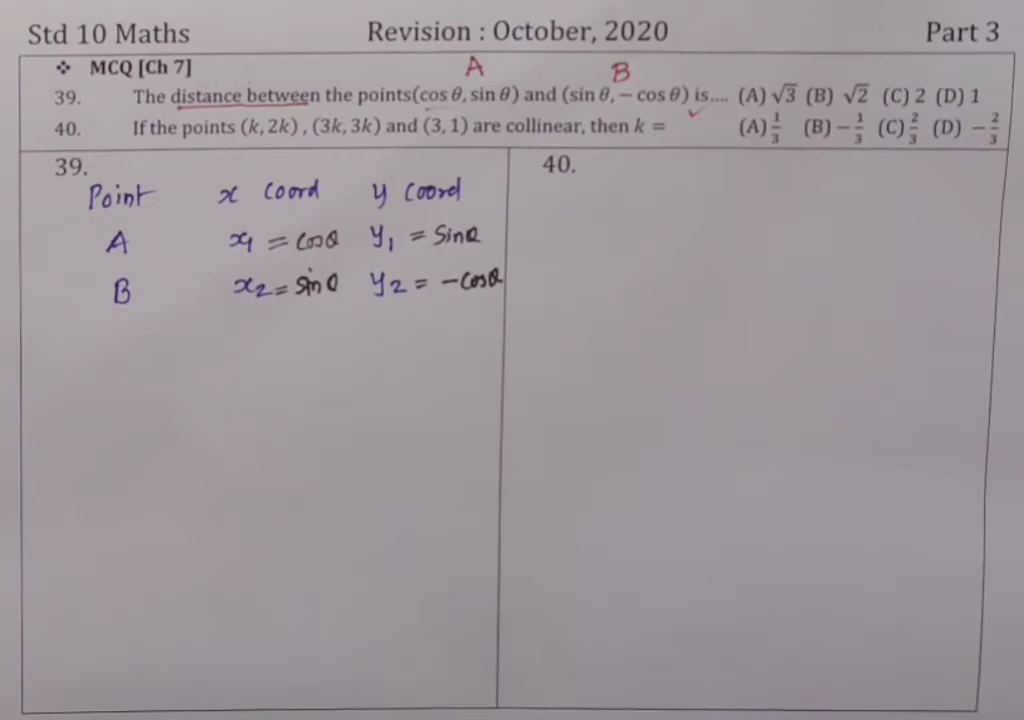 Std 10 Maths Revision : October, 2020 Part 3
❖ MCQ [Ch 7] A B
39. The distance between the points(cos θ, sin θ) and (sin θ, − cos θ) is.... (A) √3 (B) √2 (C) 2 (D) 1
40. If the points (k, 2k) , (3k, 3k) and (3, 1) are collinear, then k = (A) 1/3 (B) − 1/3 (C) 2/3 (D) − 2/3
39. 40.
Point x coord y coord
A x₁ = cosθ y₁ = sinθ
B x₂ = sinθ y₂ = −cosθ